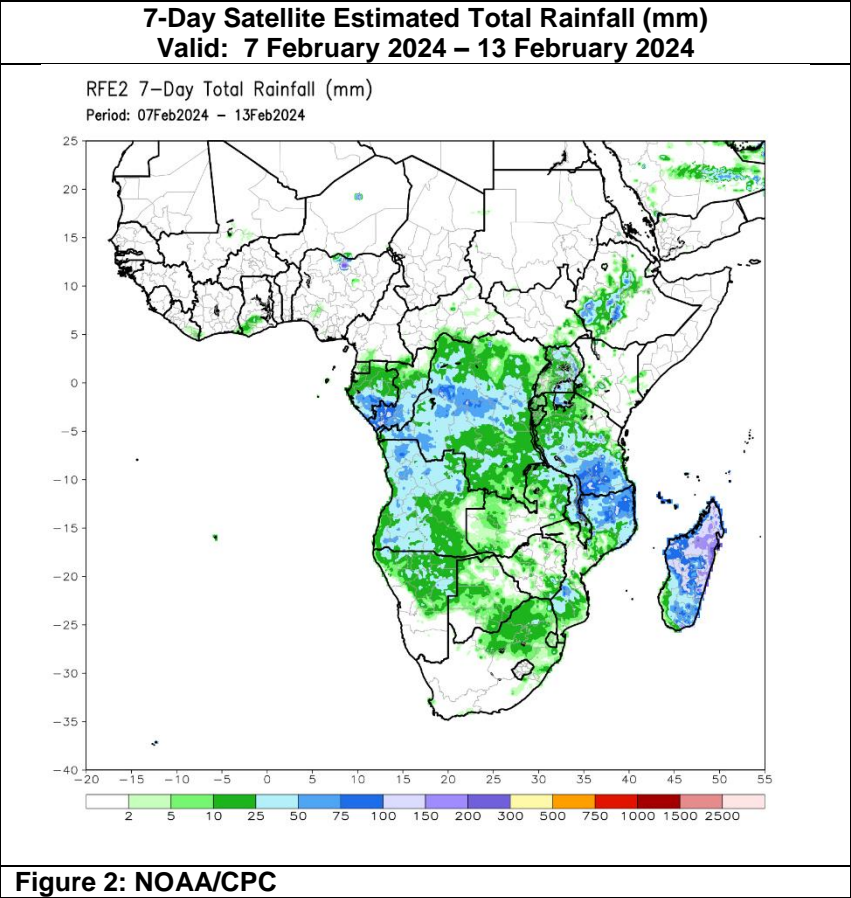 7-Day Satellite Estimated Total Rainfall (mm)
Valid:  7 February 2024 – 13 February 2024
RFE2 7-Day Total Rainfall (mm)
Period: 07Feb2024 - 13Feb2024
25
20
15
10
5
0
-5
-10
-15
-20
-25
-30
-35
-40
-20 -15 -10 -5 0 5 10 15 20 25 30 35 40 45 50 55
2 5 10 25 50 75 100 150 200 300 500 750 1000 1500 2500
Figure 2: NOAA/CPC